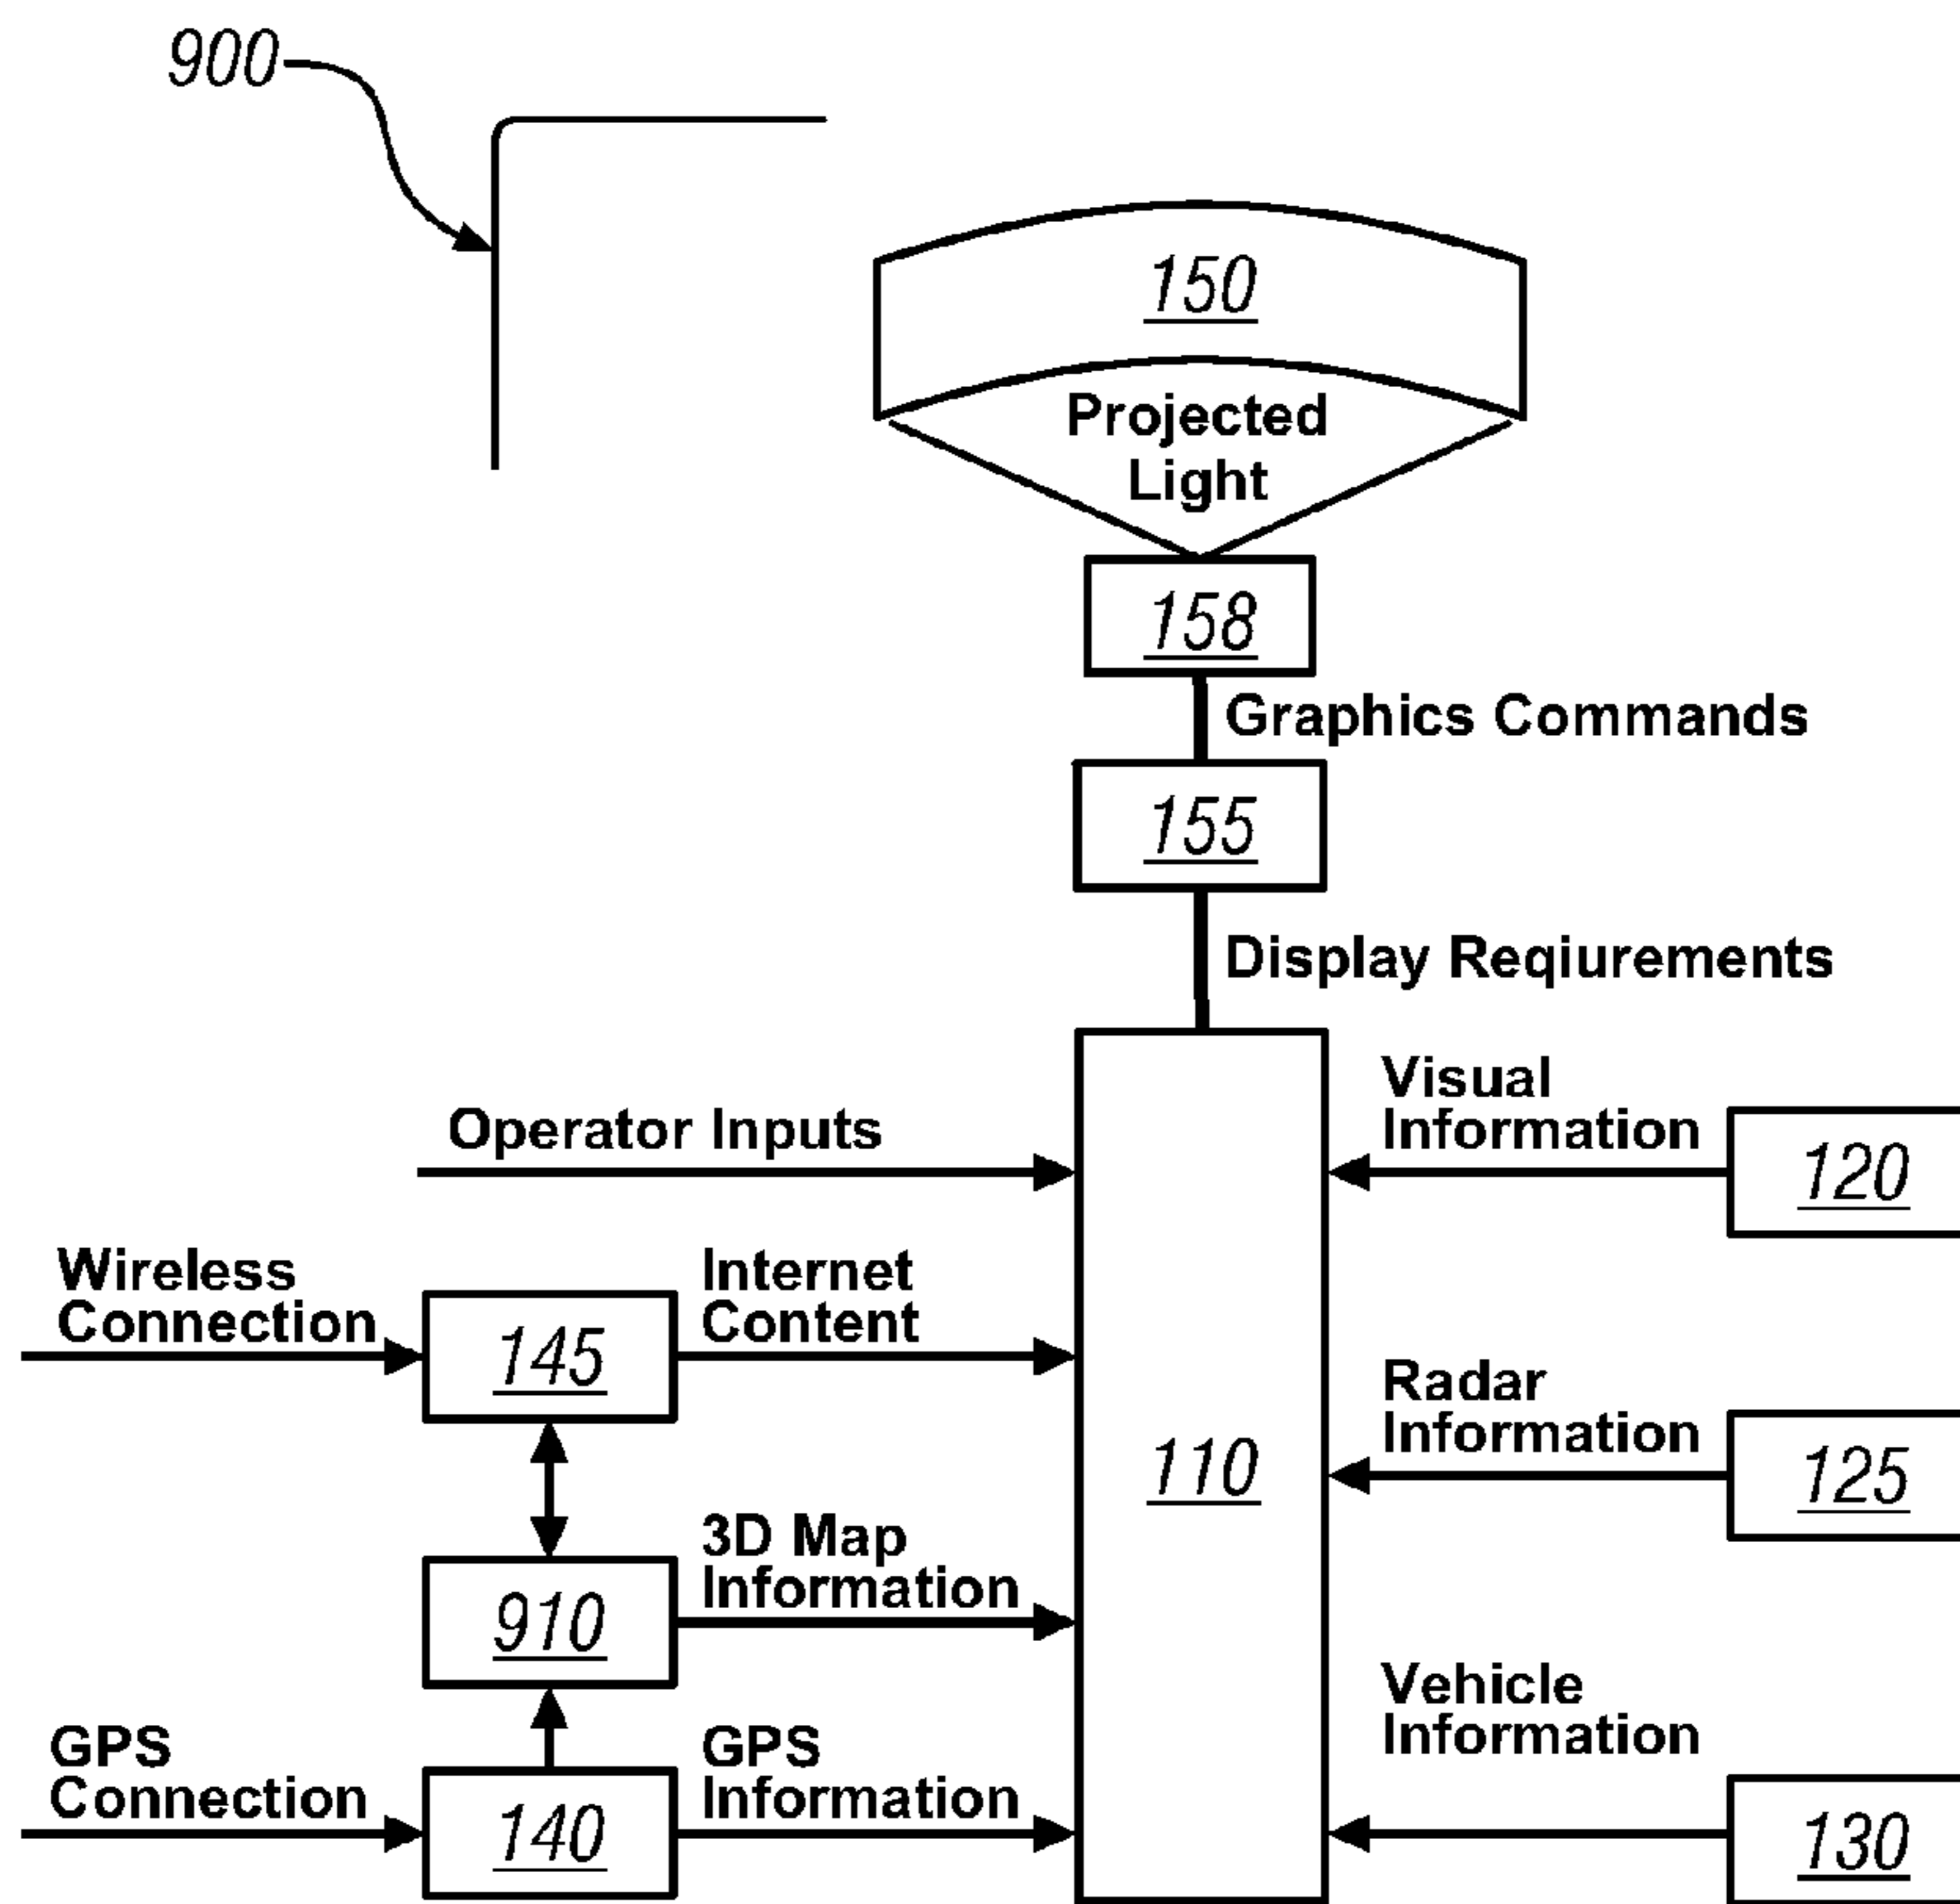 900
150
Projected
Light
158
Graphics Commands
155
Display Reqiurements
Operator Inputs
Visual
Information
120
Wireless
Connection
145
Internet
Content
110
Radar
Information
125
910
3D Map
Information
Vehicle
Information
130
GPS
Connection
140
GPS
Information